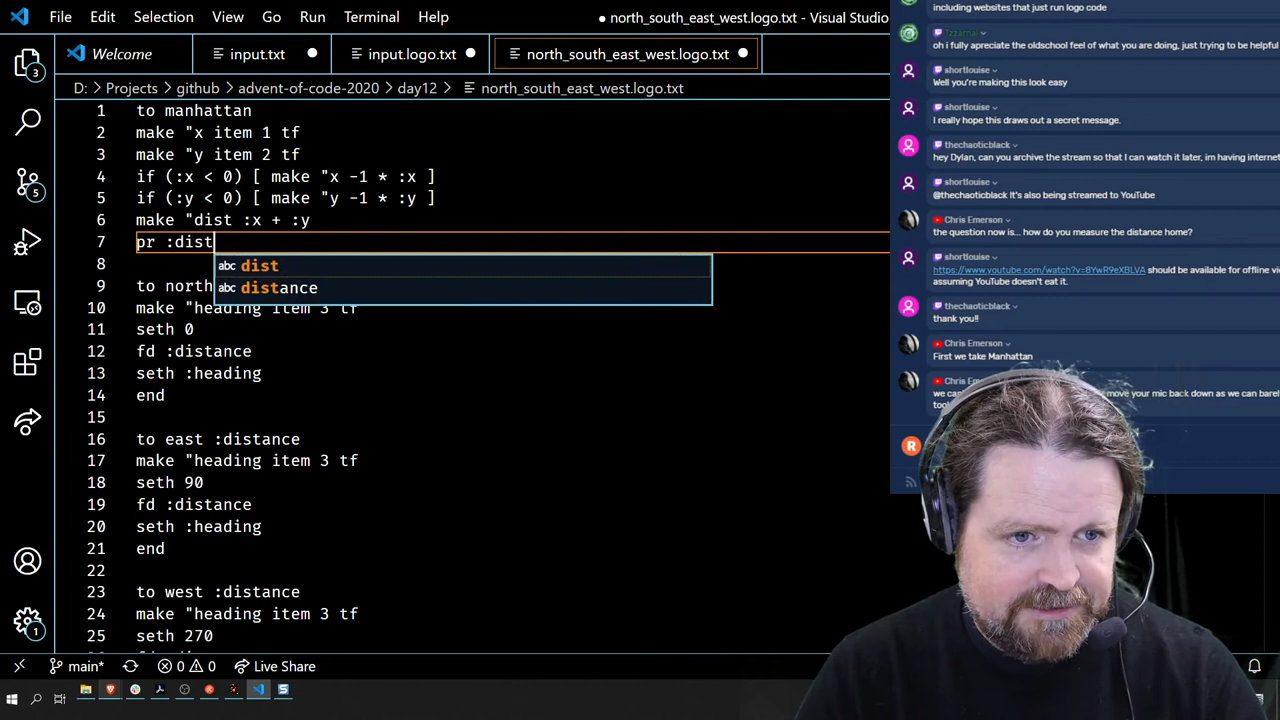 File Edit Selection View Go Run Terminal Help
● north_south_east_west.logo.txt - Visual Studio
Welcome
input.txt
input.logo.txt
north_south_east_west.logo.txt
D: > Projects > github > advent-of-code-2020 > day12 > north_south_east_west.logo.txt
1 to manhattan
2 make "x item 1 tf
3 make "y item 2 tf
4 if (:x < 0) [ make "x -1 * :x ]
5 if (:y < 0) [ make "y -1 * :y ]
6 make "dist :x + :y
7 pr :dist
abc dist
8
abc distance
9 to north
10 make "heading item 3 tf
11 seth 0
12 fd :distance
13 seth :heading
14 end
15
16 to east :distance
17 make "heading item 3 tf
18 seth 90
19 fd :distance
20 seth :heading
21 end
22
23 to west :distance
24 make "heading item 3 tf
25 seth 270
3
5
1
main* 0 0 Live Share
including websites that just run logo code
oh i fully appreciate the oldschool feel of what you are doing, just trying to be helpful
shortlouise
Well you're making this look easy
shortlouise
I really hope this draws out a secret message.
thechaoticblack
hey Dylan, can you archive the stream so that I can watch it later, im having internet
shortlouise
@thechaoticblack It's also being streamed to YouTube
Chris Emerson
the question now is... how do you measure the distance home?
shortlouise
https://www.youtube.com/watch?v=8YwR9eXBLVA should be available for offline
assuming YouTube doesn't eat it.
thechaoticblack
thank you!!
Chris Emerson
First we take Manhattan
Chris
move your mic back down as we can
R